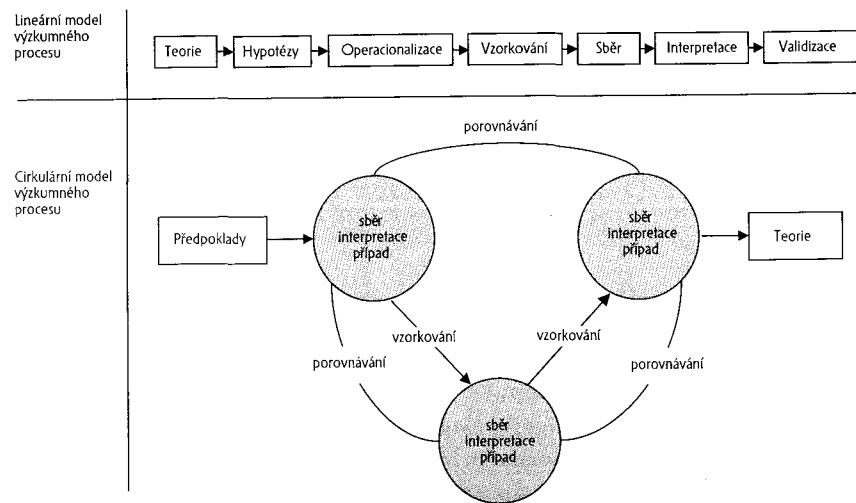 Lineární model
výzkumného
procesu
Teorie
Hypotézy
Operacionalizace
Vzorkování
Sběr
Interpretace
Validizace
Cirkulární model
výzkumného
procesu
porovnávání
Předpoklady
sběr
interpretace
případ
sběr
interpretace
případ
Teorie
vzorkování
vzorkování
porovnávání
porovnávání
sběr
interpretace
případ